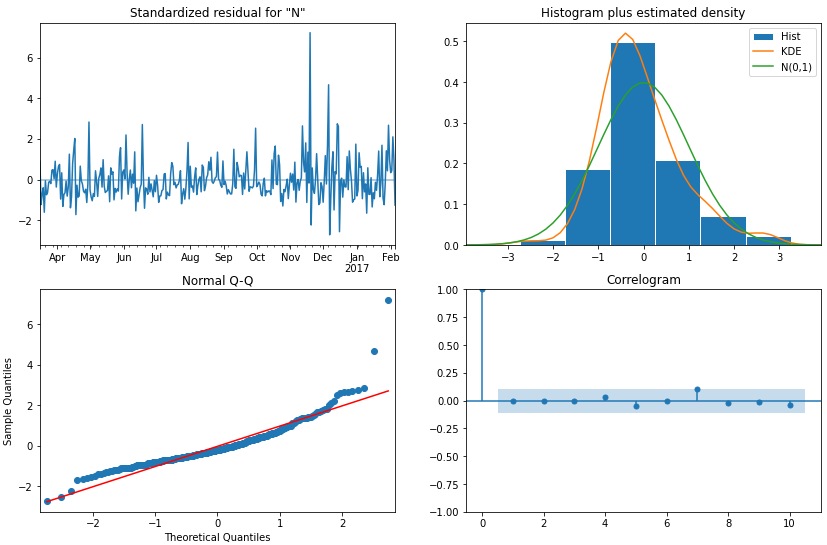 Standardized residual for "N"
6
4
2
0
−2
Apr May Jun Jul Aug Sep Oct Nov Dec Jan Feb
2017
Histogram plus estimated density
Hist
KDE
N(0,1)
0.5
0.4
0.3
0.2
0.1
0.0
−3 −2 −1 0 1 2 3
Normal Q-Q
Sample Quantiles
6
4
2
0
−2
−2 −1 0 1 2
Theoretical Quantiles
Correlogram
1.00
0.75
0.50
0.25
0.00
−0.25
−0.50
−0.75
−1.00
0 2 4 6 8 10